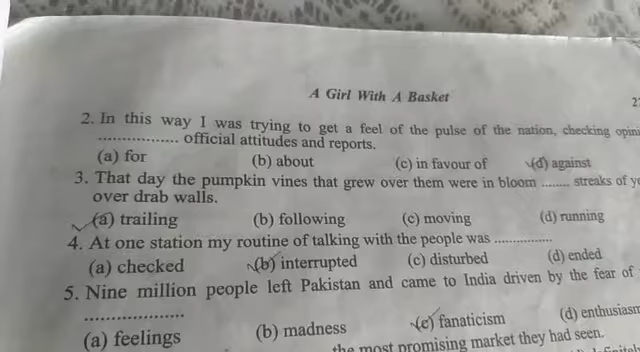 A Girl With A Basket
2. In this way I was trying to get a feel of the pulse of the nation, checking
................ official attitudes and reports.
(a) for (b) about (c) in favour of (d) against
3. That day the pumpkin vines that grew over them were in bloom ........ streaks of
over drab walls.
(a) trailing (b) following (c) moving (d) running
4. At one station my routine of talking with the people was ................
(a) checked (b) interrupted (c) disturbed (d) ended
5. Nine million people left Pakistan and came to India driven by the fear of
....................
(a) feelings (b) madness (c) fanaticism (d)
the most promising market they had seen.